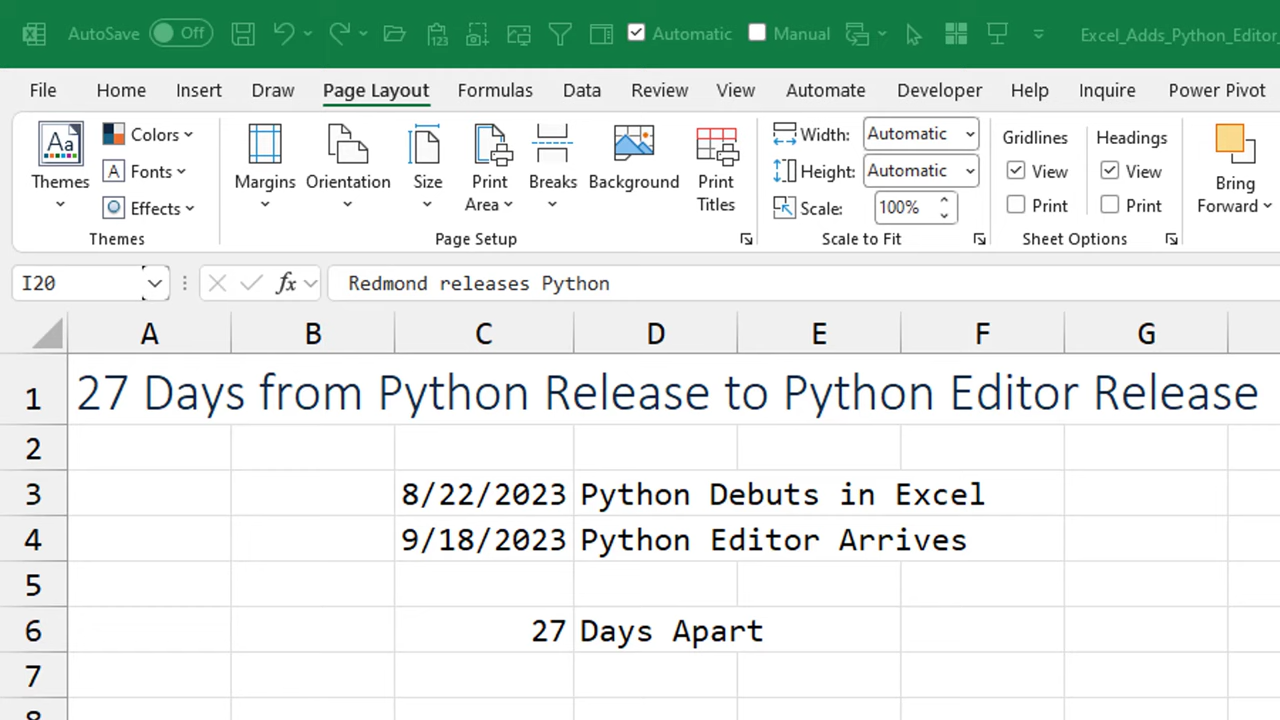 AutoSave Off 123 Automatic Manual Excel_Adds_Python_Editor
File Home Insert Draw Page Layout Formulas Data Review View Automate Developer Help Inquire Power Pivot
Aa Colors
A Fonts
Effects
Themes
Themes
Margins Orientation Size Print Area Breaks Background Print Titles
Page Setup
Width: Automatic
Height: Automatic
Scale: 100%
Scale to Fit
Gridlines Headings
View View
Print Print
Sheet Options
Bring Forward
I20 fx Redmond releases Python
A B C D E F G
1 27 Days from Python Release to Python Editor Release
2
3 8/22/2023 Python Debuts in Excel
4 9/18/2023 Python Editor Arrives
5
6 27 Days Apart
7
8